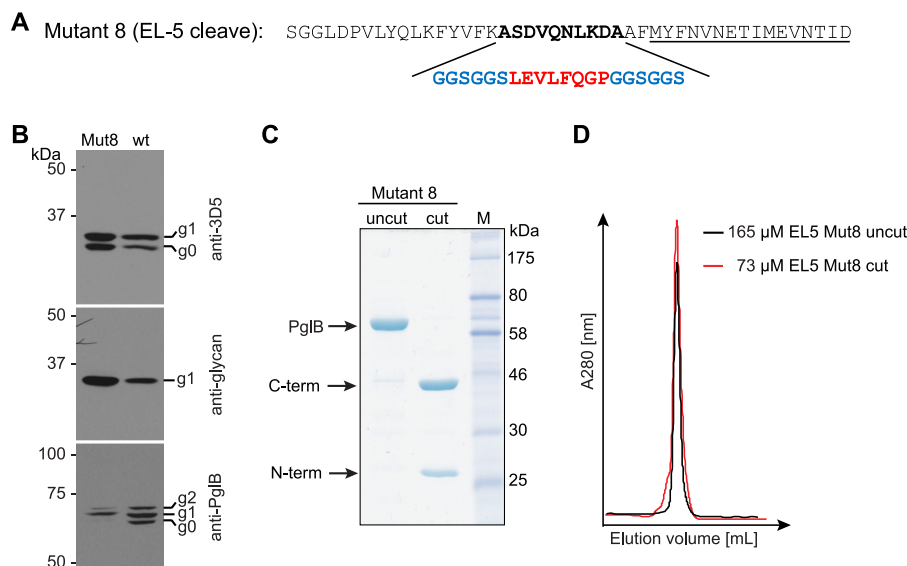 A Mutant 8 (EL-5 cleave): SGGLDPVLYQLKFYVFKASDVQNLKDAAFMYFNVNETIMEVNTID
GGSGGSLEVLFQGPGGSGGS
B
Mut8 wt
kDa
50
37
g1
g0
anti-3D5
50
37
g1
anti-glycan
100
75
50
g2
g1
g0
anti-PglB
C
Mutant 8
uncut cut M
kDa
175
80
58
46
30
25
PglB
C-term
N-term
D
165 µM EL5 Mut8 uncut
73 µM EL5 Mut8 cut
A280 [nm]
Elution volume [mL]